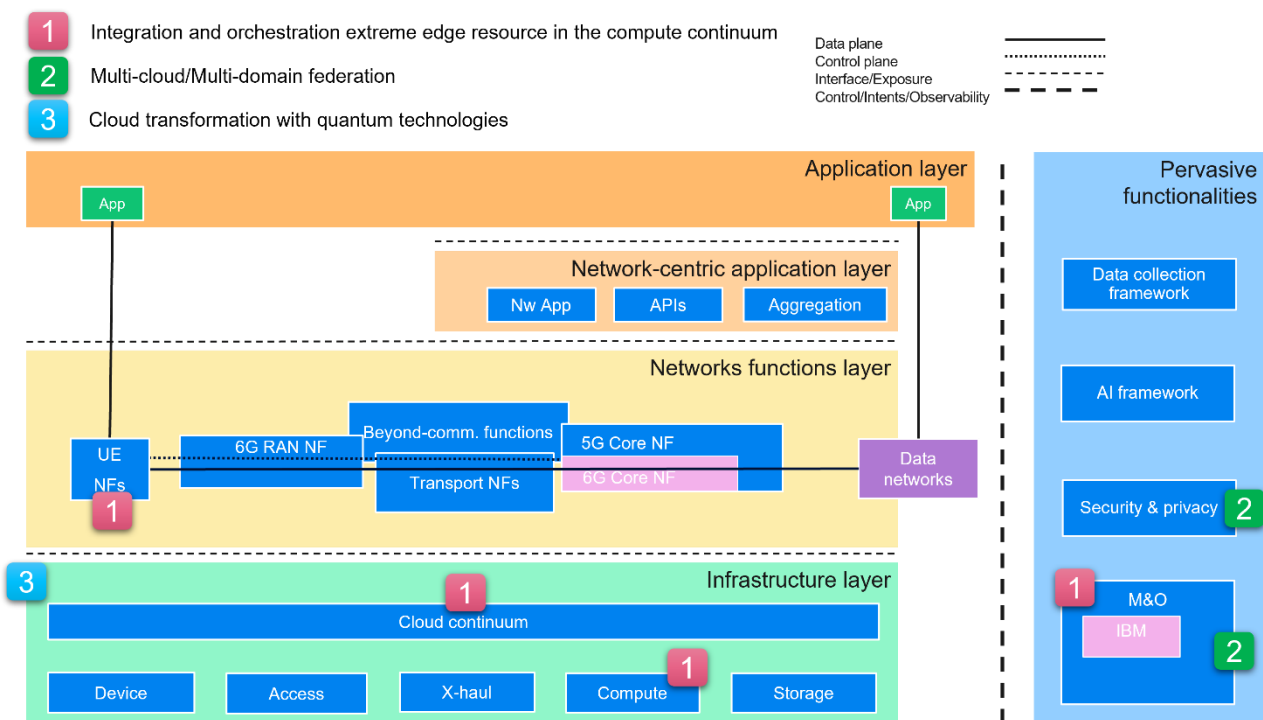 1 Integration and orchestration extreme edge resource in the compute continuum
2 Multi-cloud/Multi-domain federation
3 Cloud transformation with quantum technologies
Data plane
Control plane
Interface/Exposure
Control/Intents/Observability
Application layer
App
App
Network-centric application layer
Nw App
APIs
Aggregation
Networks functions layer
UE
NFs
1
6G RAN NF
Beyond-comm. functions
Transport NFs
5G Core NF
6G Core NF
Data
networks
3
Infrastructure layer
1
Cloud continuum
Device
Access
X-haul
Compute
1
Storage
Pervasive
functionalities
Data collection
framework
AI framework
Security & privacy
2
1
M&O
IBM
2